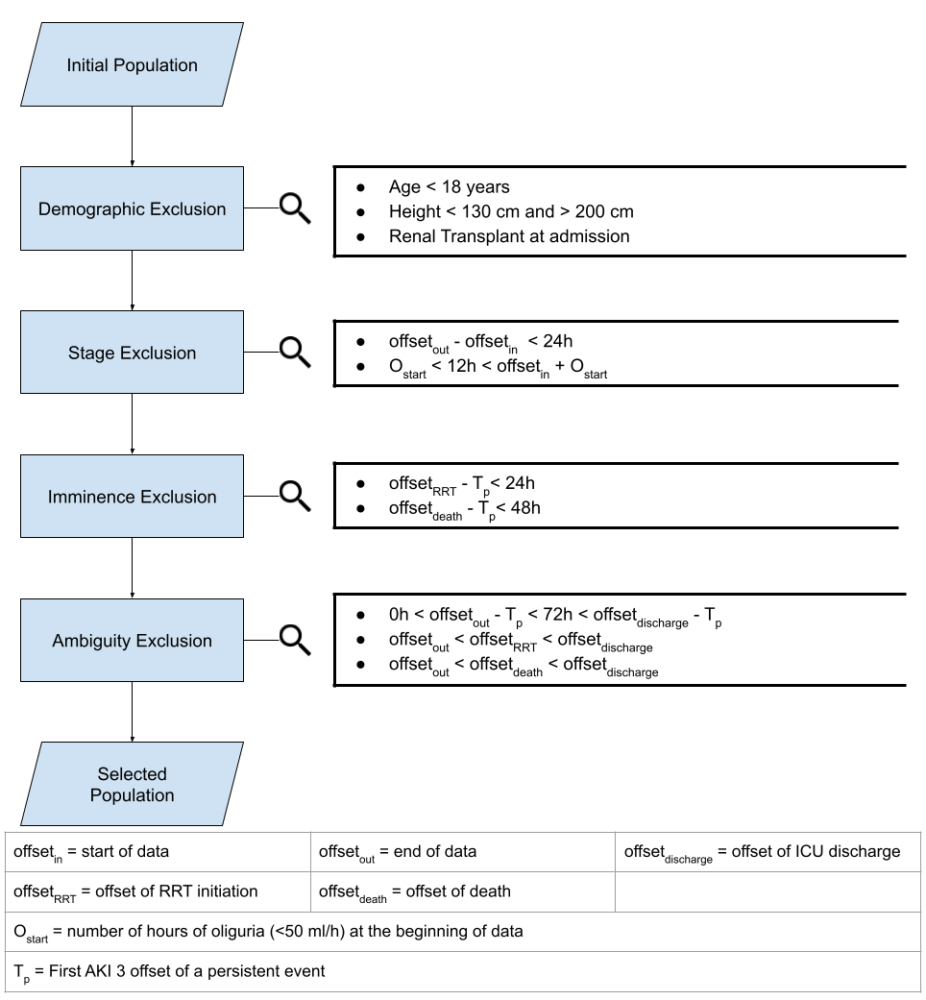 Initial Population
Demographic Exclusion
● Age < 18 years
● Height < 130 cm and > 200 cm
● Renal Transplant at admission
Stage Exclusion
● offset_out - offset_in < 24h
● O_start < 12h < offset_in + O_start
Imminence Exclusion
● offset_RRT - T_p < 24h
● offset_death - T_p < 48h
Ambiguity Exclusion
● 0h < offset_out - T_p < 72h < offset_discharge - T_p
● offset_out < offset_RRT < offset_discharge
● offset_out < offset_death < offset_discharge
Selected
Population
offset_in = start of data
offset_out = end of data
offset_discharge = offset of ICU discharge
offset_RRT = offset of RRT initiation
offset_death = offset of death
O_start = number of hours of oliguria (<50 ml/h) at the beginning of data
T_p = First AKI 3 offset of a persistent event